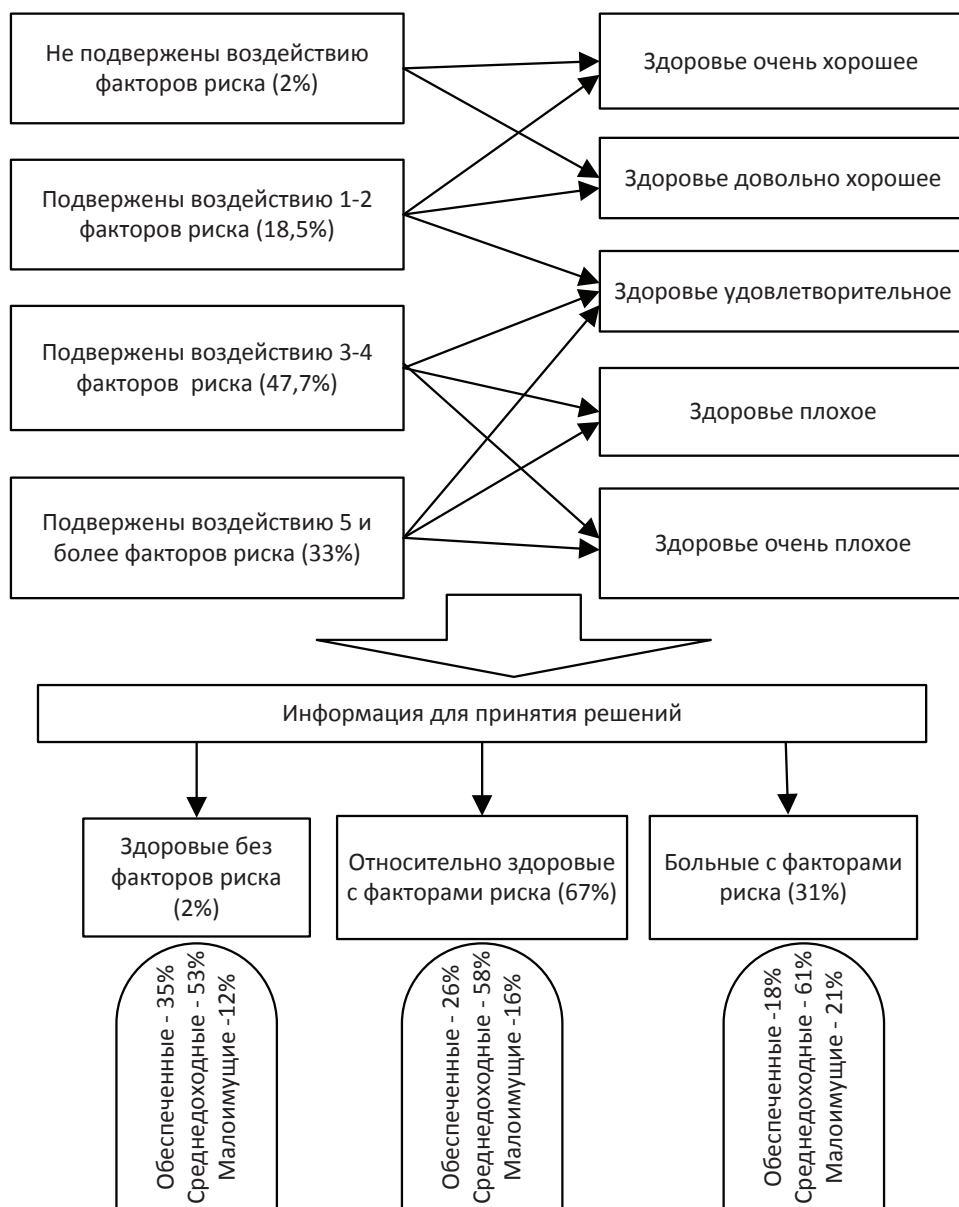 Не подвержены воздействию
факторов риска (2%)
Здоровье очень хорошее
Подвержены воздействию 1-2
факторов риска (18,5%)
Здоровье довольно хорошее
Здоровье удовлетворительное
Подвержены воздействию 3-4
факторов риска (47,7%)
Здоровье плохое
Подвержены воздействию 5 и
более факторов риска (33%)
Здоровье очень плохое
Информация для принятия решений
Здоровые без
факторов риска
(2%)
Относительно здоровые
с факторами риска (67%)
Больные с факторами
риска (31%)
Обеспеченные - 35%
Среднедоходные - 53%
Малоимущие -12%
Обеспеченные - 26%
Среднедоходные - 58%
Малоимущие -16%
Обеспеченные -18%
Среднедоходные - 61%
Малоимущие - 21%